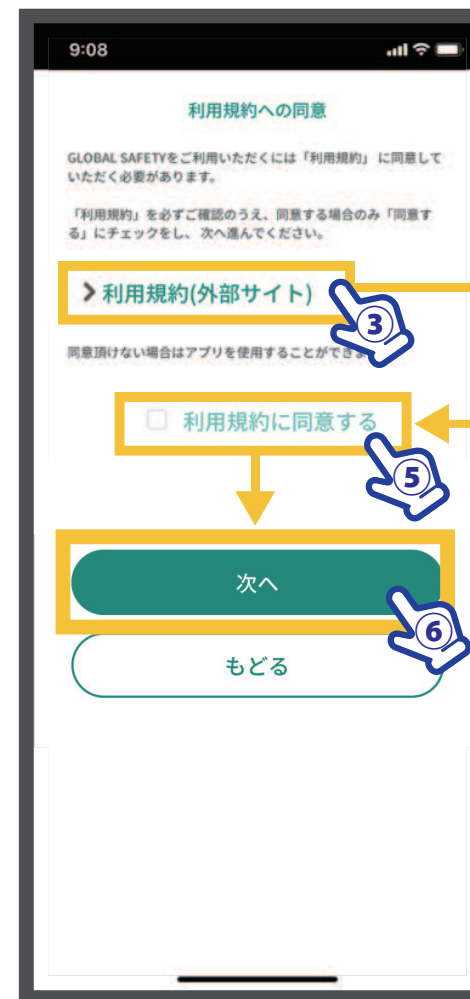 9:08
利用規約への同意
GLOBAL SAFETYをご利用いただくには「利用規約」 に同意して
いただく必要があります。
「利用規約」を必ずご確認のうえ、同意する場合のみ「同意す
る」にチェックをし、 次へ進んでください。
利用規約(外部サイト)
③
同意頂けない場合はアプリを使用することができま
利用規約に同意する
⑤
次へ
⑥
もどる